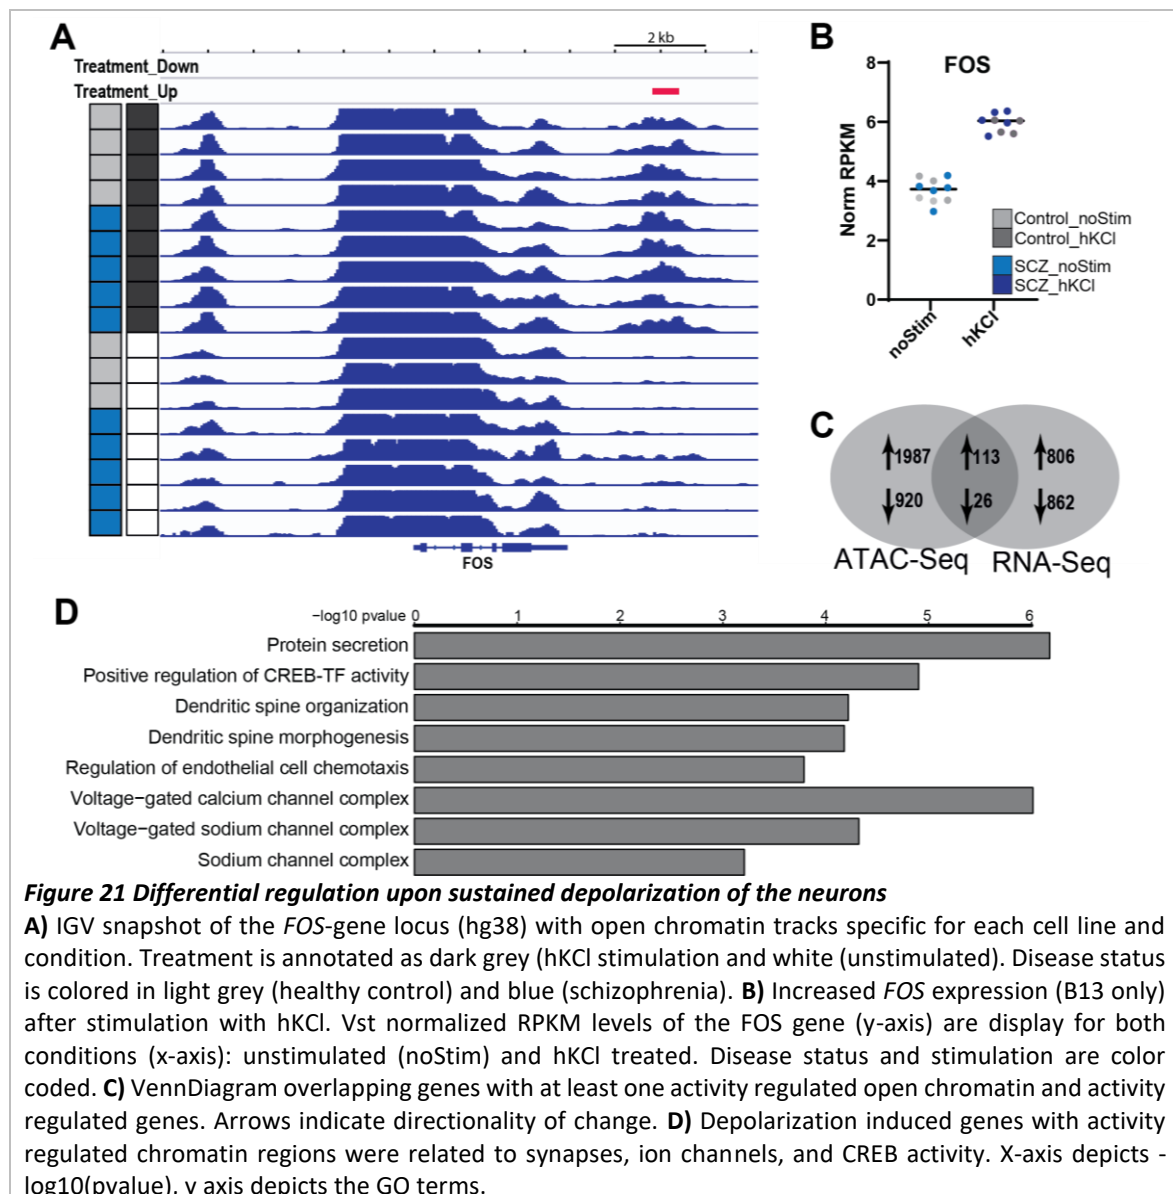 A
2 kb
Treatment_Down
Treatment_Up
FOS
B
FOS
Norm RPKM
8
6
4
2
0
noStim
hKCl
Control_noStim
Control_hKCl
SCZ_noStim
SCZ_hKCl
C
1987
113
806
920
26
862
ATAC-Seq
RNA-Seq
D
−log10 pvalue 0 1 2 3 4 5 6
Protein secretion
Positive regulation of CREB-TF activity
Dendritic spine organization
Dendritic spine morphogenesis
Regulation of endothelial cell chemotaxis
Voltage−gated calcium channel complex
Voltage−gated sodium channel complex
Sodium channel complex
Figure 21 Differential regulation upon sustained depolarization of the neurons
A) IGV snapshot of the FOS-gene locus (hg38) with open chromatin tracks specific for each cell line and
condition. Treatment is annotated as dark grey (hKCl stimulation and white (unstimulated). Disease status
is colored in light grey (healthy control) and blue (schizophrenia). B) Increased FOS expression (B13 only)
after stimulation with hKCl. Vst normalized RPKM levels of the FOS gene (y-axis) are display for both
conditions (x-axis): unstimulated (noStim) and hKCl treated. Disease status and stimulation are color
coded. C) VennDiagram overlapping genes with at least one activity regulated open chromatin and activity
regulated genes. Arrows indicate directionality of change. D) Depolarization induced genes with activity
regulated chromatin regions were related to synapses, ion channels, and CREB activity. X-axis depicts -
log10(pvalue), y axis depicts the GO terms.